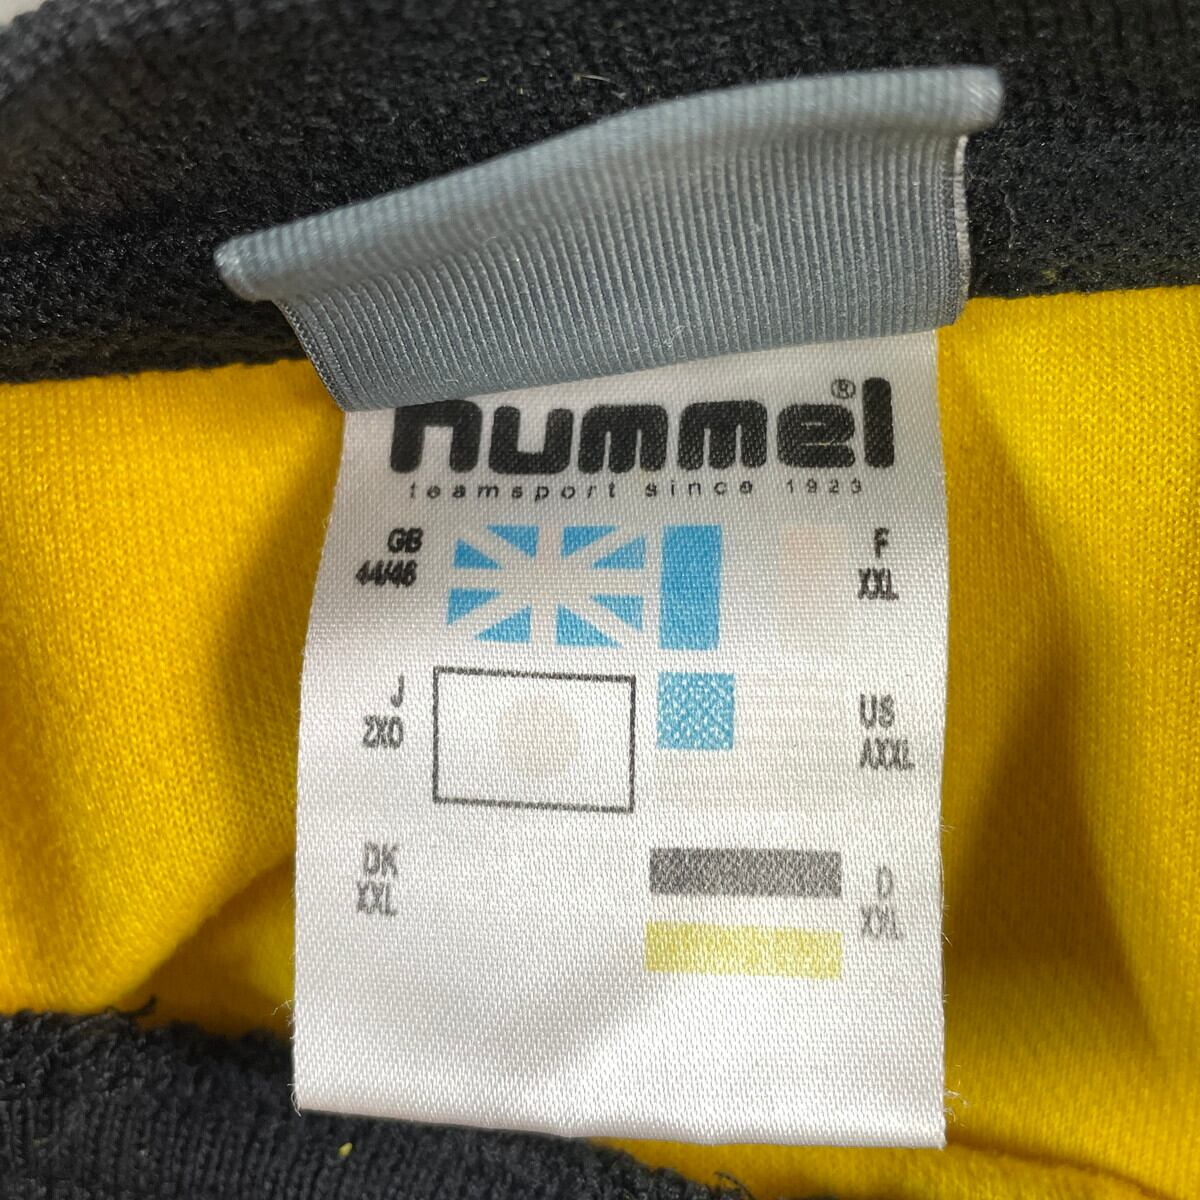 hummel®
teamsport since 1923
GB
44/46
F
XXL
J
2XO
US
AXXL
DK
XXL
D
XXL